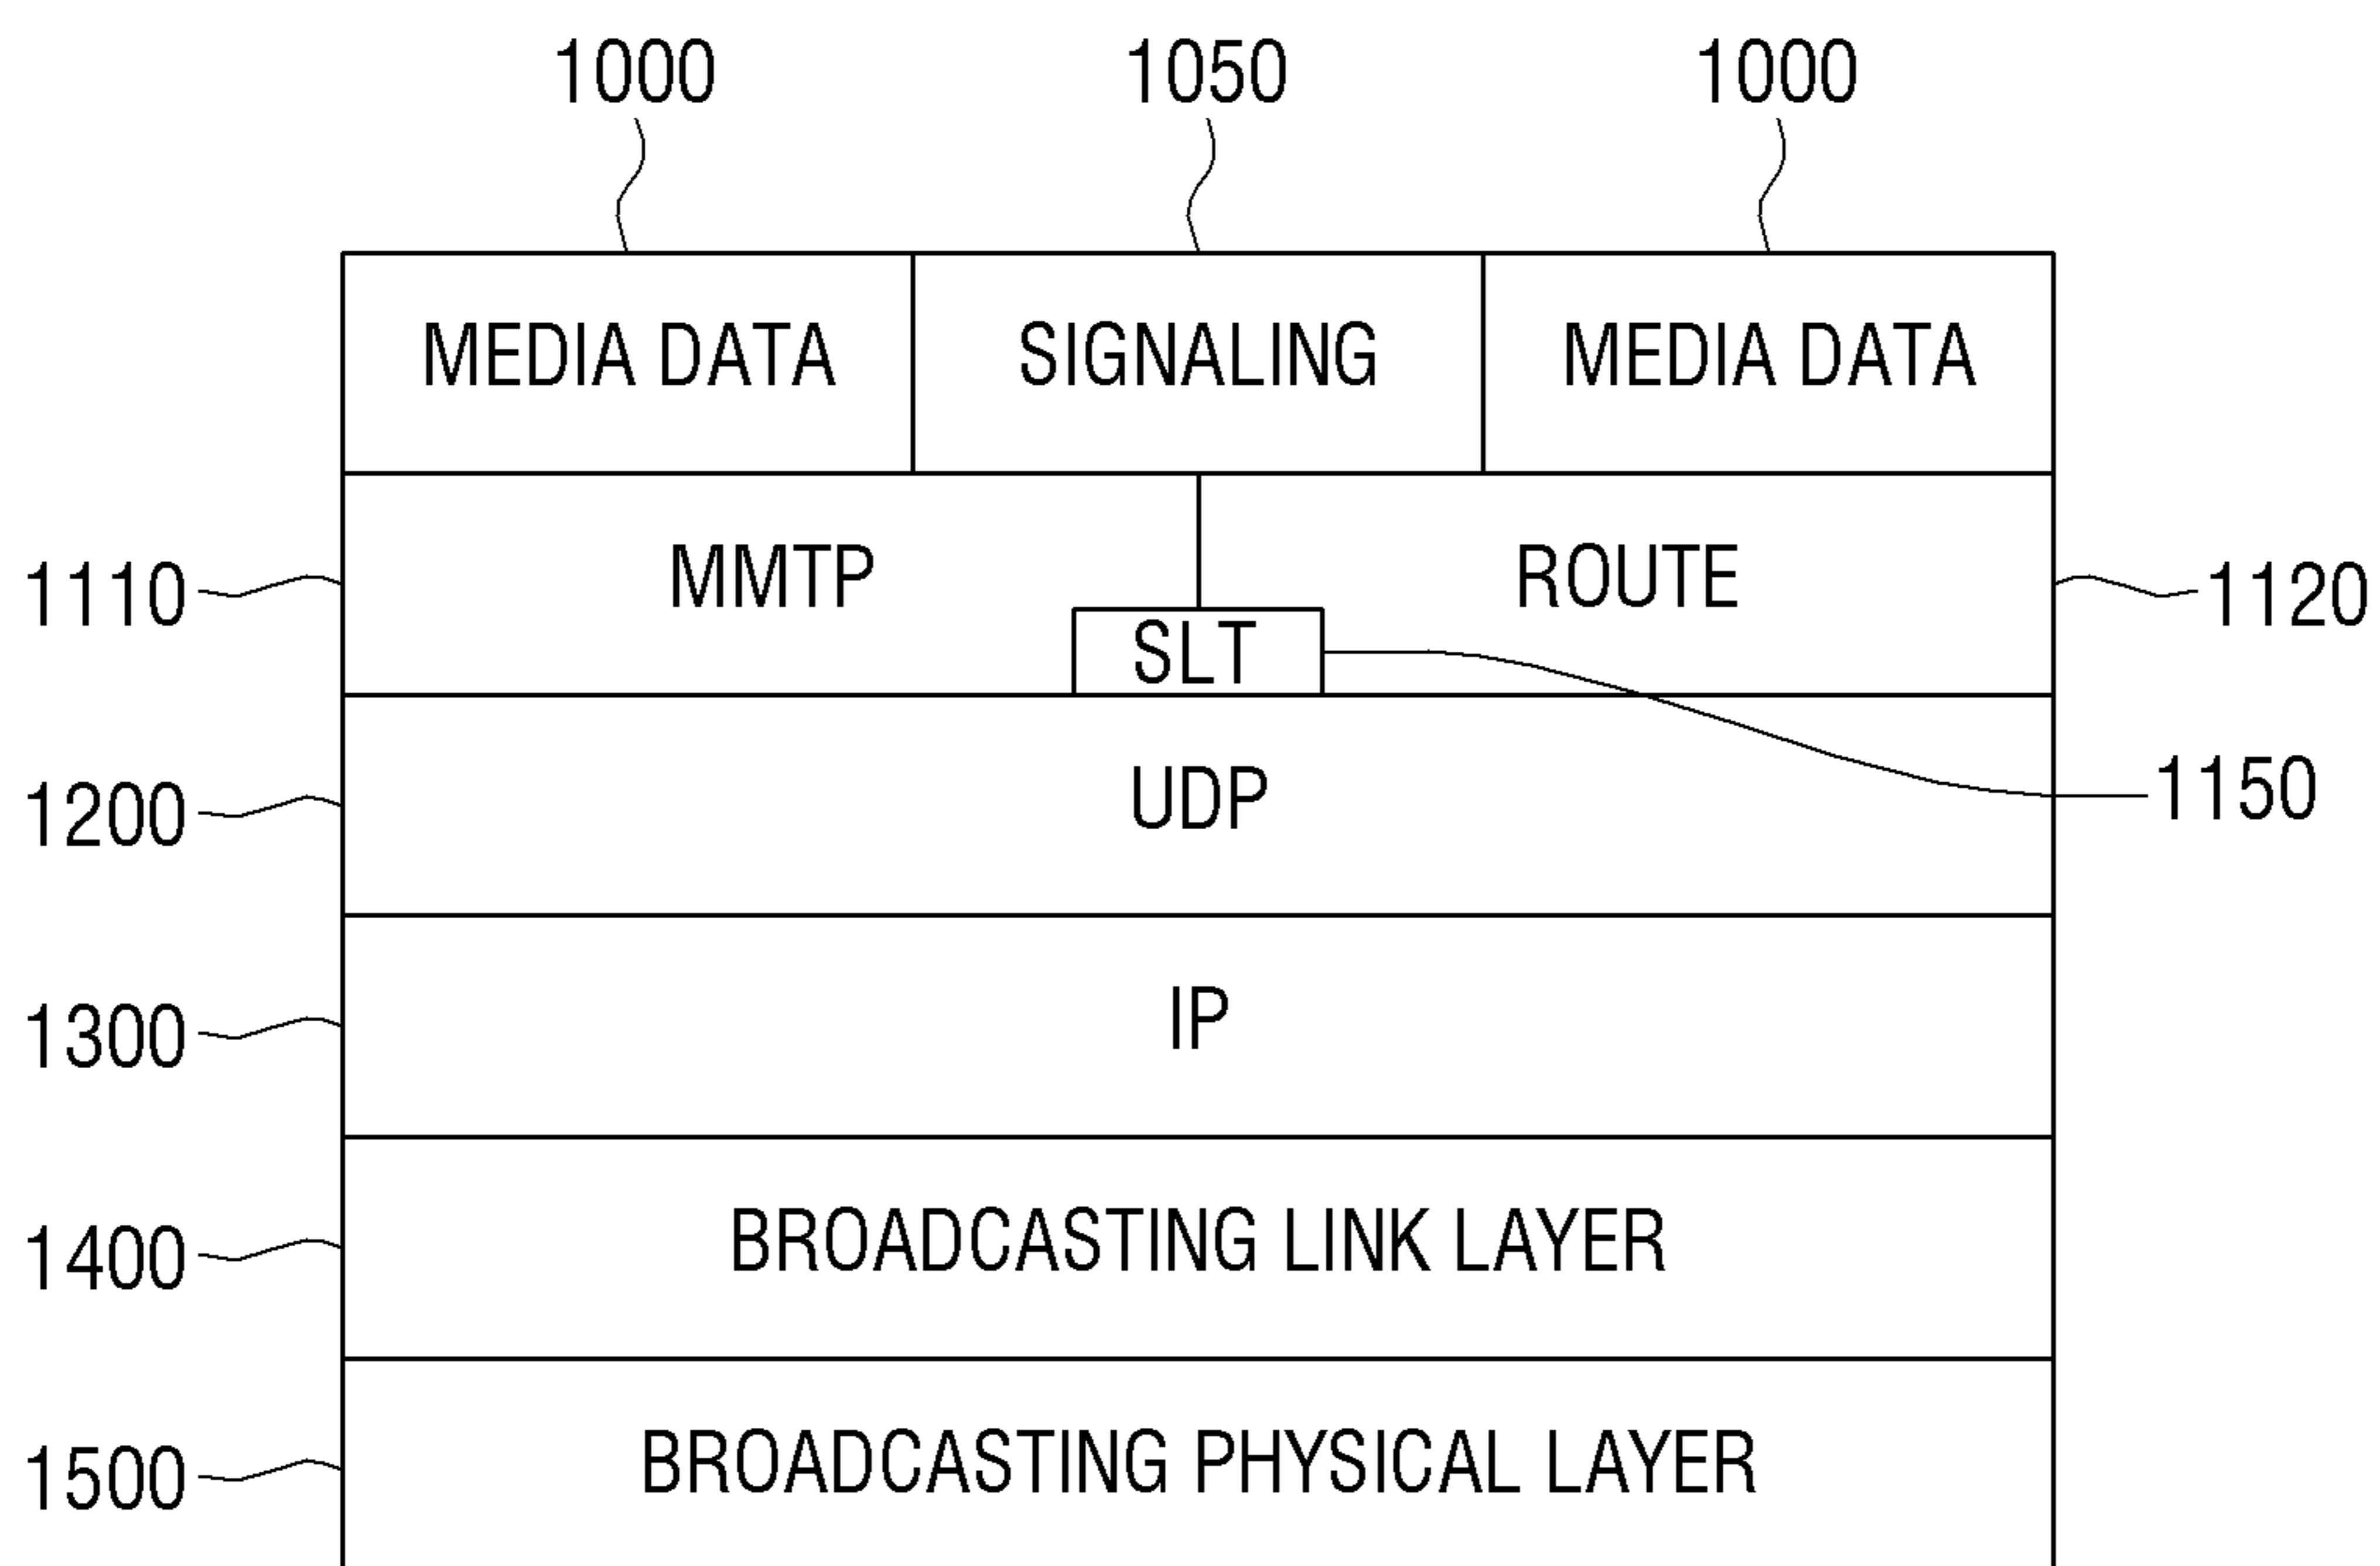 1000 1050 1000
MEDIA DATA SIGNALING MEDIA DATA
1110 MMTP ROUTE 1120
SLT
1200 UDP 1150
1300 IP
1400 BROADCASTING LINK LAYER
1500 BROADCASTING PHYSICAL LAYER